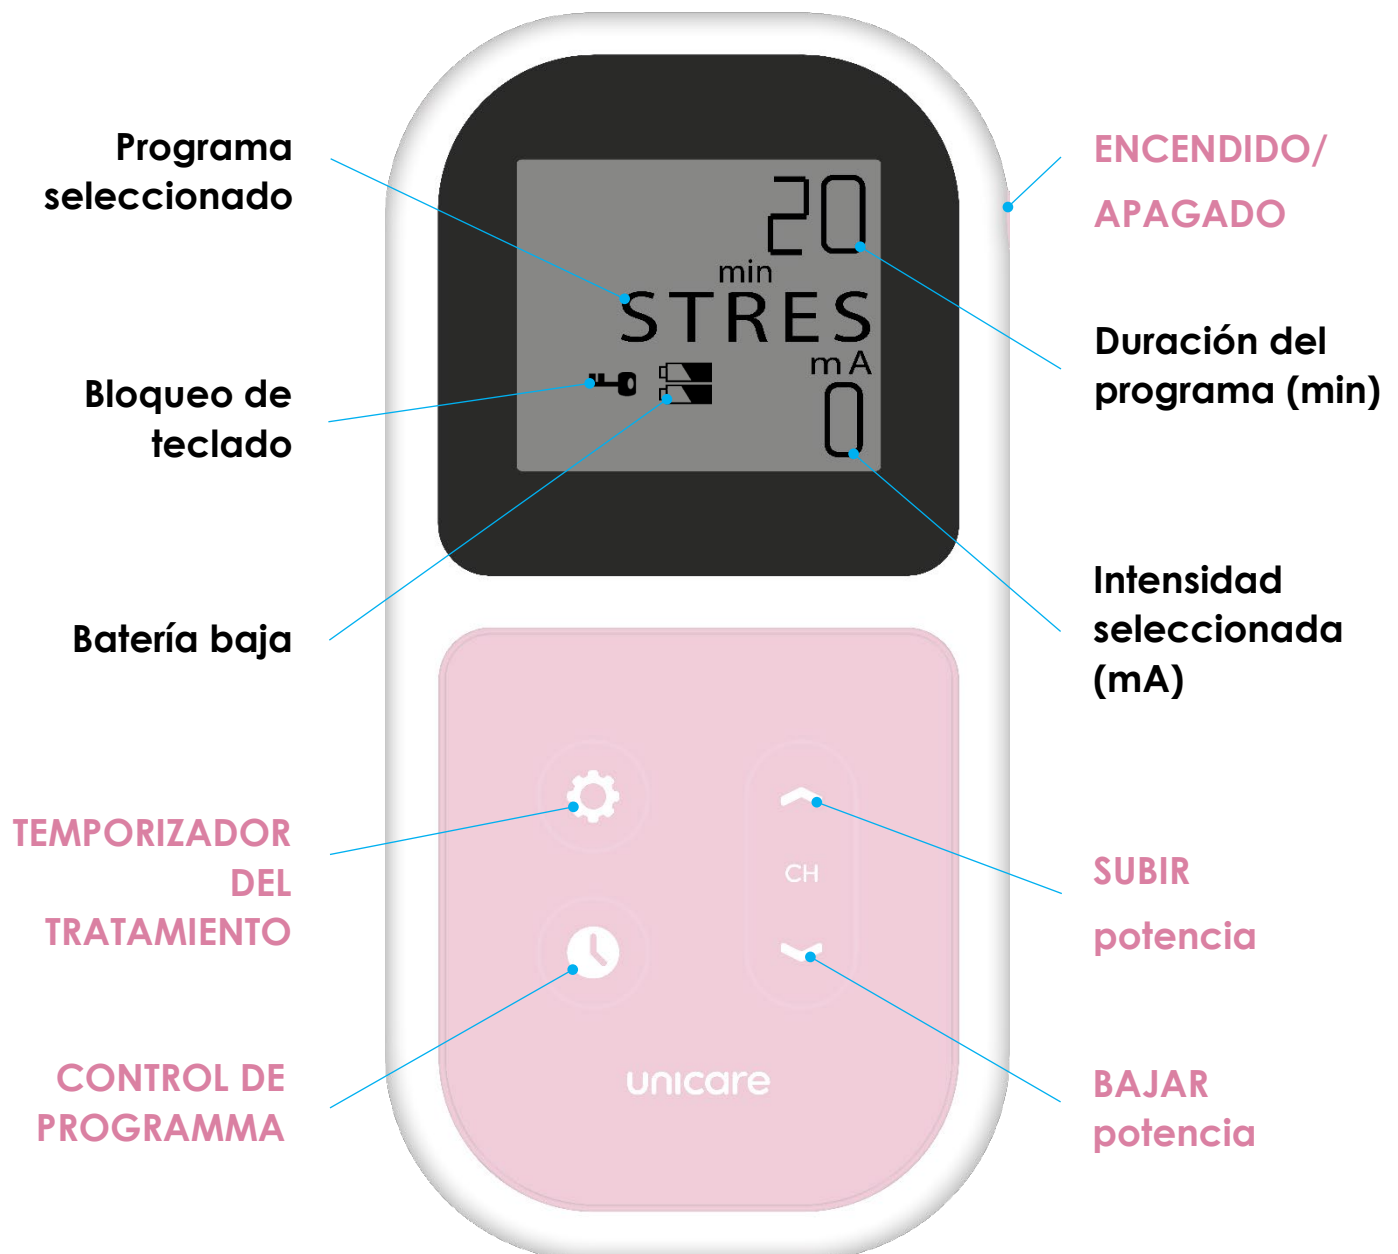 Programa
seleccionado
Bloqueo de
teclado
Batería baja
TEMPORIZADOR
DEL
TRATAMIENTO
CONTROL DE
PROGRAMMA
20
min
STRES
mA
0
CH
unicare
ENCENDIDO/
APAGADO
Duración del
programa (min)
Intensidad
seleccionada
(mA)
SUBIR
potencia
BAJAR
potencia